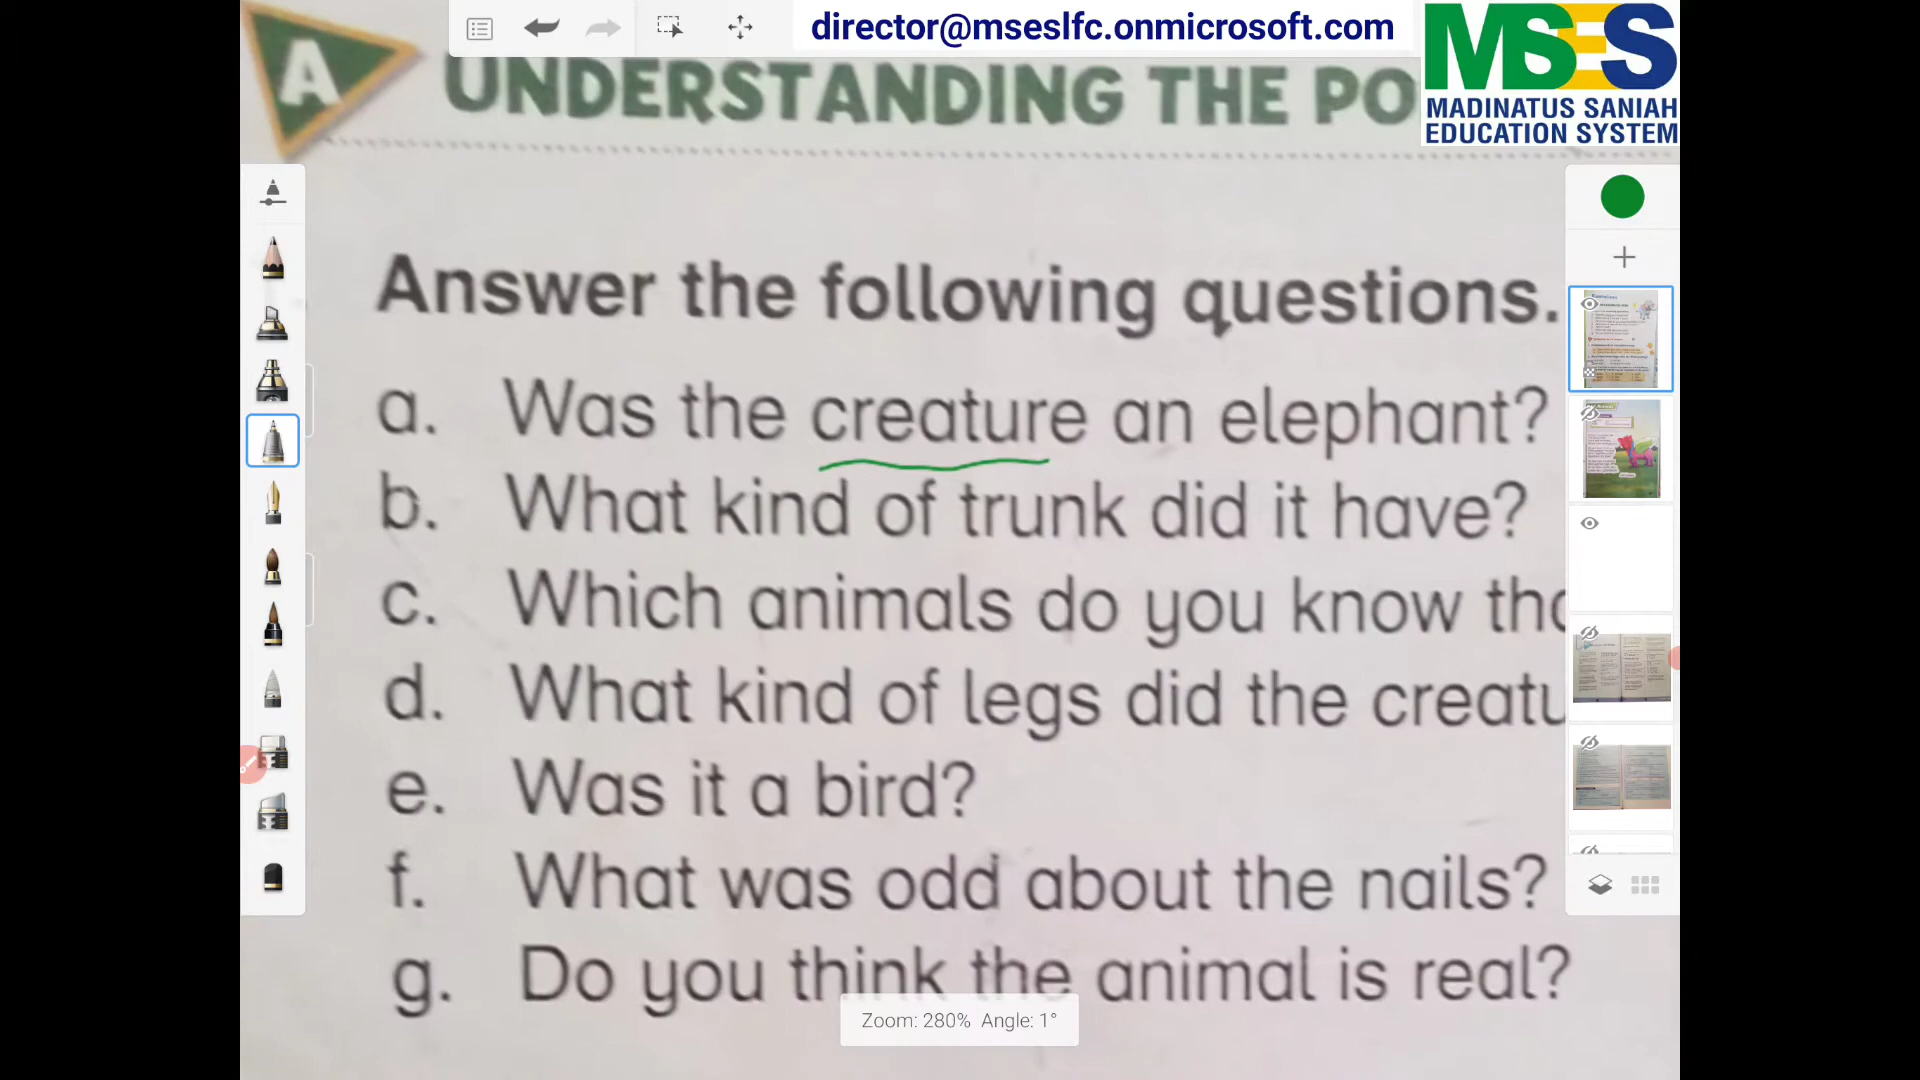 director@mseslfc.onmicrosoft.com
MSES
MADINATUS SANIAH
EDUCATION SYSTEM
A
UNDERSTANDING THE PO
Answer the following questions.
a. Was the creature an elephant?
b. What kind of trunk did it have?
c. Which animals do you know tha
d. What kind of legs did the creatu
e. Was it a bird?
f. What was odd about the nails?
g. Do you think the animal is real?
Zoom: 280% Angle: 1°